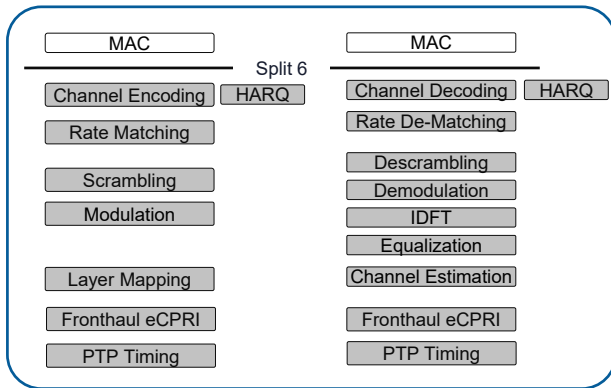 MAC
Split 6
Channel Encoding
HARQ
Rate Matching
Scrambling
Modulation
Layer Mapping
Fronthaul eCPRI
PTP Timing
MAC
Channel Decoding
HARQ
Rate De-Matching
Descrambling
Demodulation
IDFT
Equalization
Channel Estimation
Fronthaul eCPRI
PTP Timing